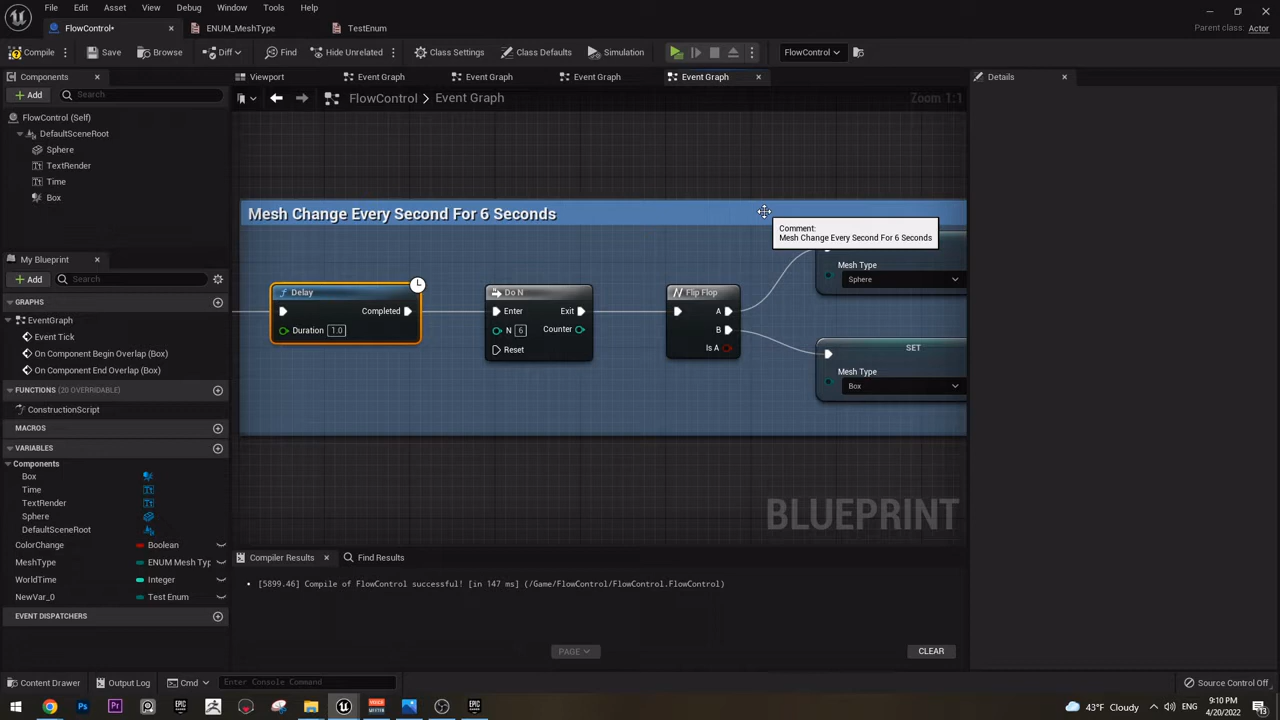 File Edit Asset View Debug Window Tools Help
Parent class: Actor
FlowControl*
ENUM_MeshType
TestEnum
Compile
Save
Browse
Diff
Find
Hide Unrelated
Class Settings
Class Defaults
Simulation
FlowControl
Components
Add
Search
FlowControl (Self)
DefaultSceneRoot
Sphere
TextRender
Time
Box
Viewport
Event Graph
Event Graph
Event Graph
Event Graph
FlowControl > Event Graph
Zoom 1:1
Details
Mesh Change Every Second For 6 Seconds
Comment:
Mesh Change Every Second For 6 Seconds
Delay
Completed
Duration 1.0
Do N
Enter Exit
N 6 Counter
Reset
Flip Flop
A
B
Is A
Mesh Type
Sphere
SET
Mesh Type
Box
BLUEPRINT
My Blueprint
Add
Search
GRAPHS
EventGraph
Event Tick
On Component Begin Overlap (Box)
On Component End Overlap (Box)
FUNCTIONS (20 OVERRIDABLE)
ConstructionScript
MACROS
VARIABLES
Components
Box
Time
TextRender
Sphere
DefaultSceneRoot
ColorChange Boolean
MeshType ENUM Mesh Typ
WorldTime Integer
NewVar_0 Test Enum
EVENT DISPATCHERS
Compiler Results
Find Results
[5899.46] Compile of FlowControl successful! [in 147 ms] (/Game/FlowControl/FlowControl.FlowControl)
PAGE
CLEAR
Content Drawer
Output Log
Cmd
Enter Console Command
Source Control Off
43°F Cloudy
9:10 PM
4/20/2022